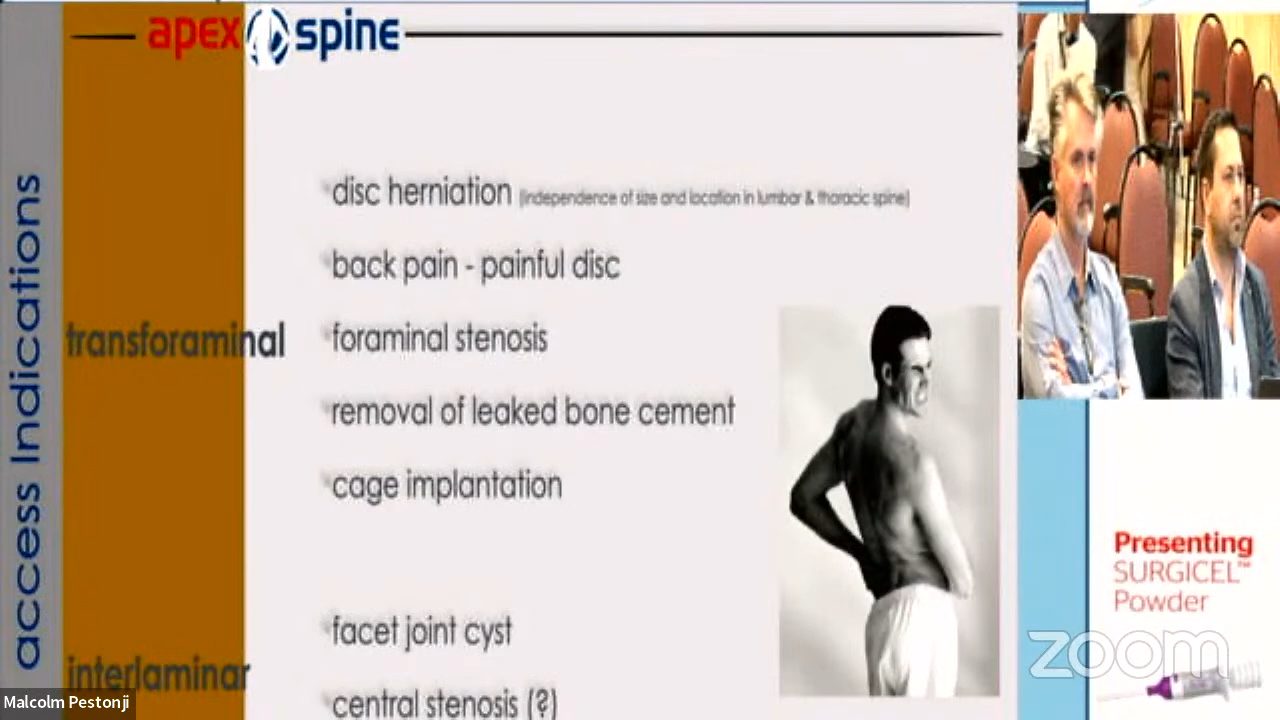 apex spine
access Indications
disc herniation (independence of size and location in lumbar & thoracic spine)
back pain - painful disc
transforaminal
foraminal stenosis
removal of leaked bone cement
cage implantation
facet joint cyst
interlaminar
central stenosis (?)
Malcolm Pestonji
Presenting
SURGICEL™
Powder
zoom